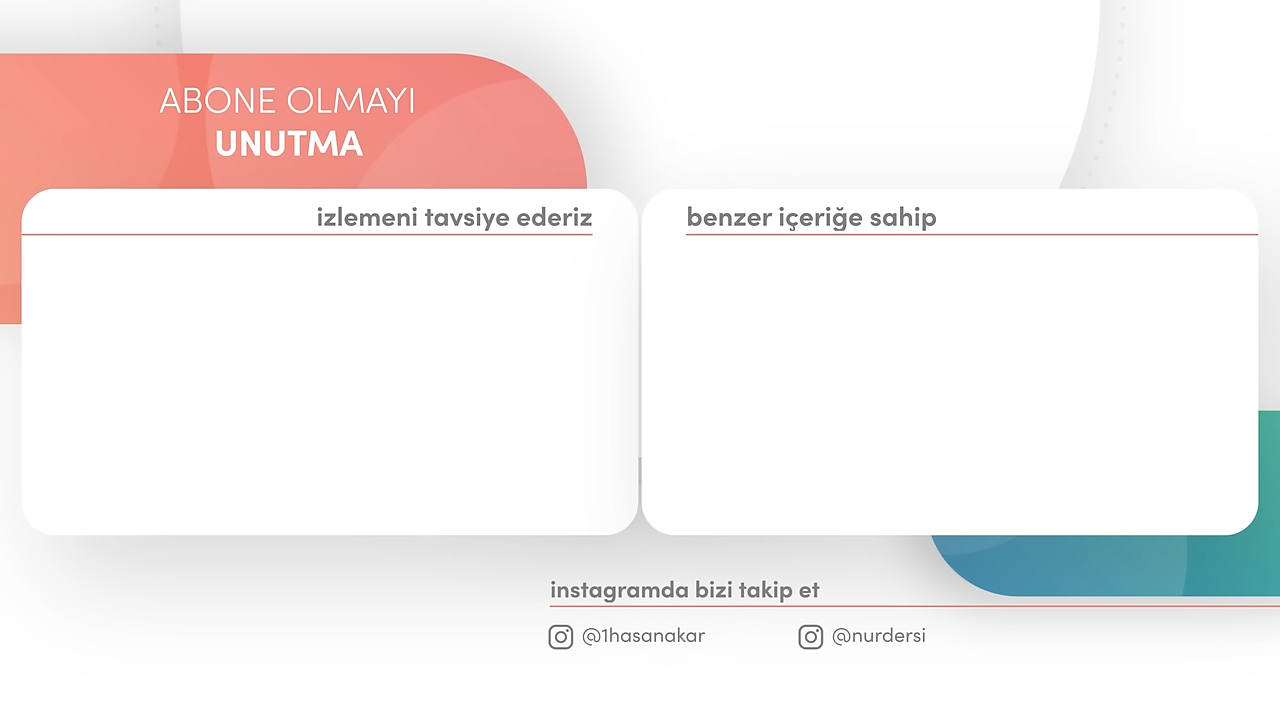 ABONE OLMAYI
UNUTMA
izlemeni tavsiye ederiz
benzer içeriğe sahip
instagramda bizi takip et
@1hasanakar
@nurdersi